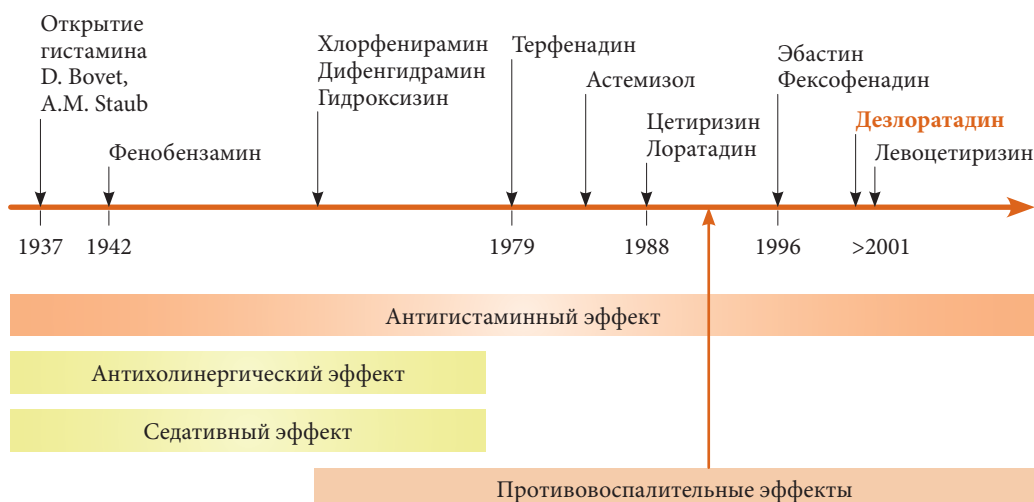 Открытие
гистамина
D. Bovet,
A.M. Staub
Фенобензамин
Хлорфенирамин
Дифенгидрамин
Гидроксизин
Терфенадин
Астемизол
Цетиризин
Лоратадин
Эбастин
Фексофенадин
Дезлоратадин
Левоцетиризин
1937
1942
1979
1988
1996
>2001
Антигистаминный эффект
Антихолинергический эффект
Седативный эффект
Противовоспалительные эффекты